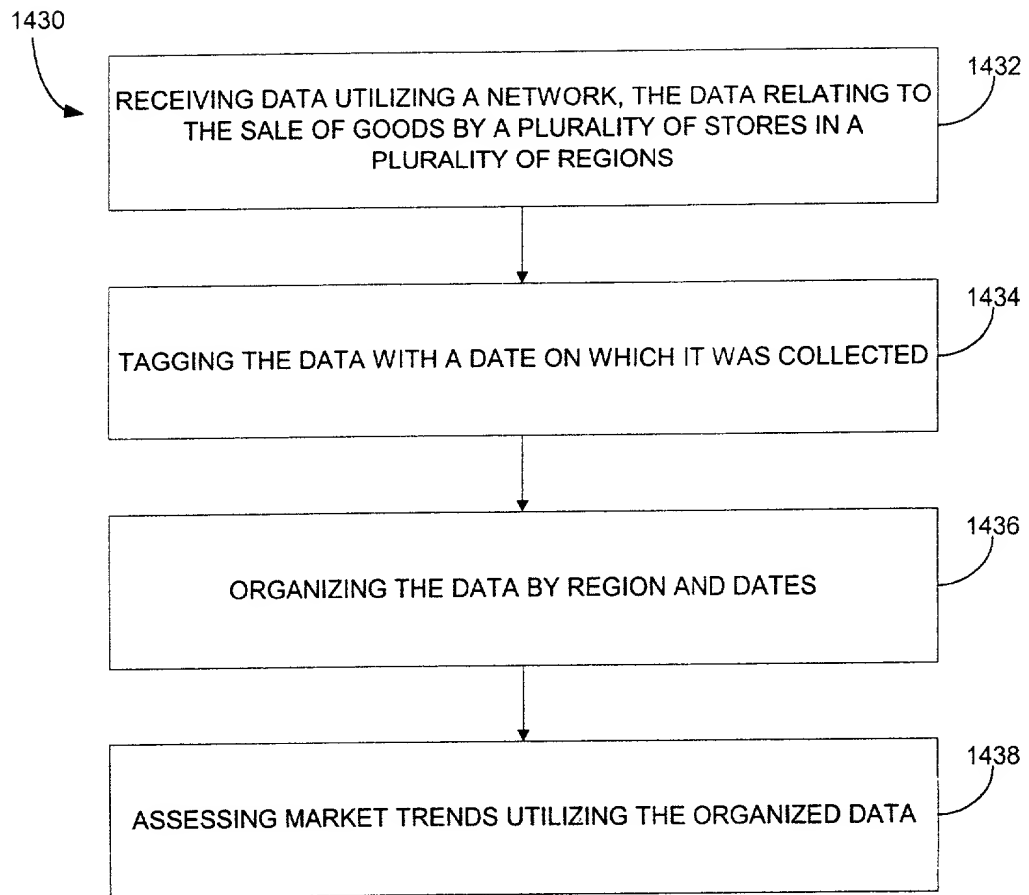 1430
1432
RECEIVING DATA UTILIZING A NETWORK, THE DATA RELATING TO
THE SALE OF GOODS BY A PLURALITY OF STORES IN A
PLURALITY OF REGIONS
1434
TAGGING THE DATA WITH A DATE ON WHICH IT WAS COLLECTED
1436
ORGANIZING THE DATA BY REGION AND DATES
1438
ASSESSING MARKET TRENDS UTILIZING THE ORGANIZED DATA